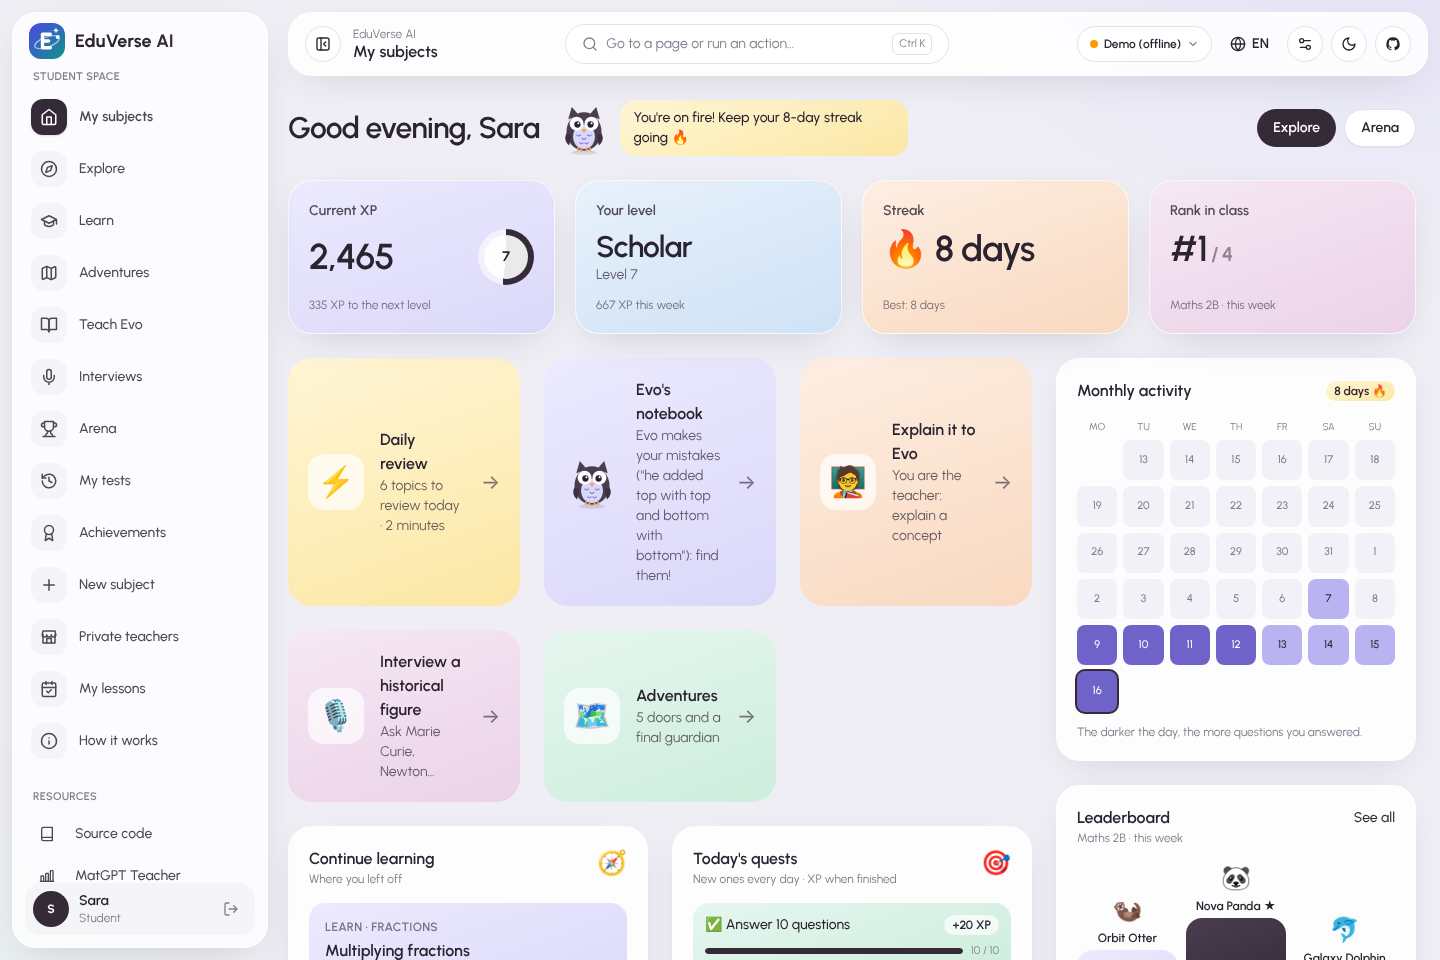 EduVerse AI
STUDENT SPACE
My subjects
Explore
Learn
Adventures
Teach Evo
Interviews
Arena
My tests
Achievements
New subject
Private teachers
My lessons
How it works
RESOURCES
Source code
MatGPT Teacher
S
Sara
Student
EduVerse AI
My subjects
Go to a page or run an action...
Ctrl K
Demo (offline)
EN
Good evening, Sara
You're on fire! Keep your 8-day streak
going 🔥
Explore
Arena
Current XP
2,465
7
335 XP to the next level
Your level
Scholar
Level 7
667 XP this week
Streak
🔥 8 days
Best: 8 days
Rank in class
#1 / 4
Maths 2B · this week
Daily
review
6 topics to
review today
· 2 minutes
Evo's
notebook
Evo makes
your mistakes
("he added
top with top
and bottom
with
bottom"): find
them!
Explain it to
Evo
You are the
teacher:
explain a
concept
Interview a
historical
figure
Ask Marie
Curie,
Newton...
Adventures
5 doors and a
final guardian
Monthly activity
8 days 🔥
MO TU WE TH FR SA SU
13 14 15 16 17 18
19 20 21 22 23 24 25
26 27 28 29 30 31 1
2 3 4 5 6 7 8
9 10 11 12 13 14 15
16
The darker the day, the more questions you answered.
Continue learning
Where you left off
LEARN · FRACTIONS
Multiplying fractions
Today's quests
New ones every day · XP when finished
✅ Answer 10 questions
+20 XP
10 / 10
Leaderboard
See all
Maths 2B · this week
Nova Panda ★
Orbit Otter
Galaxy Dolphin